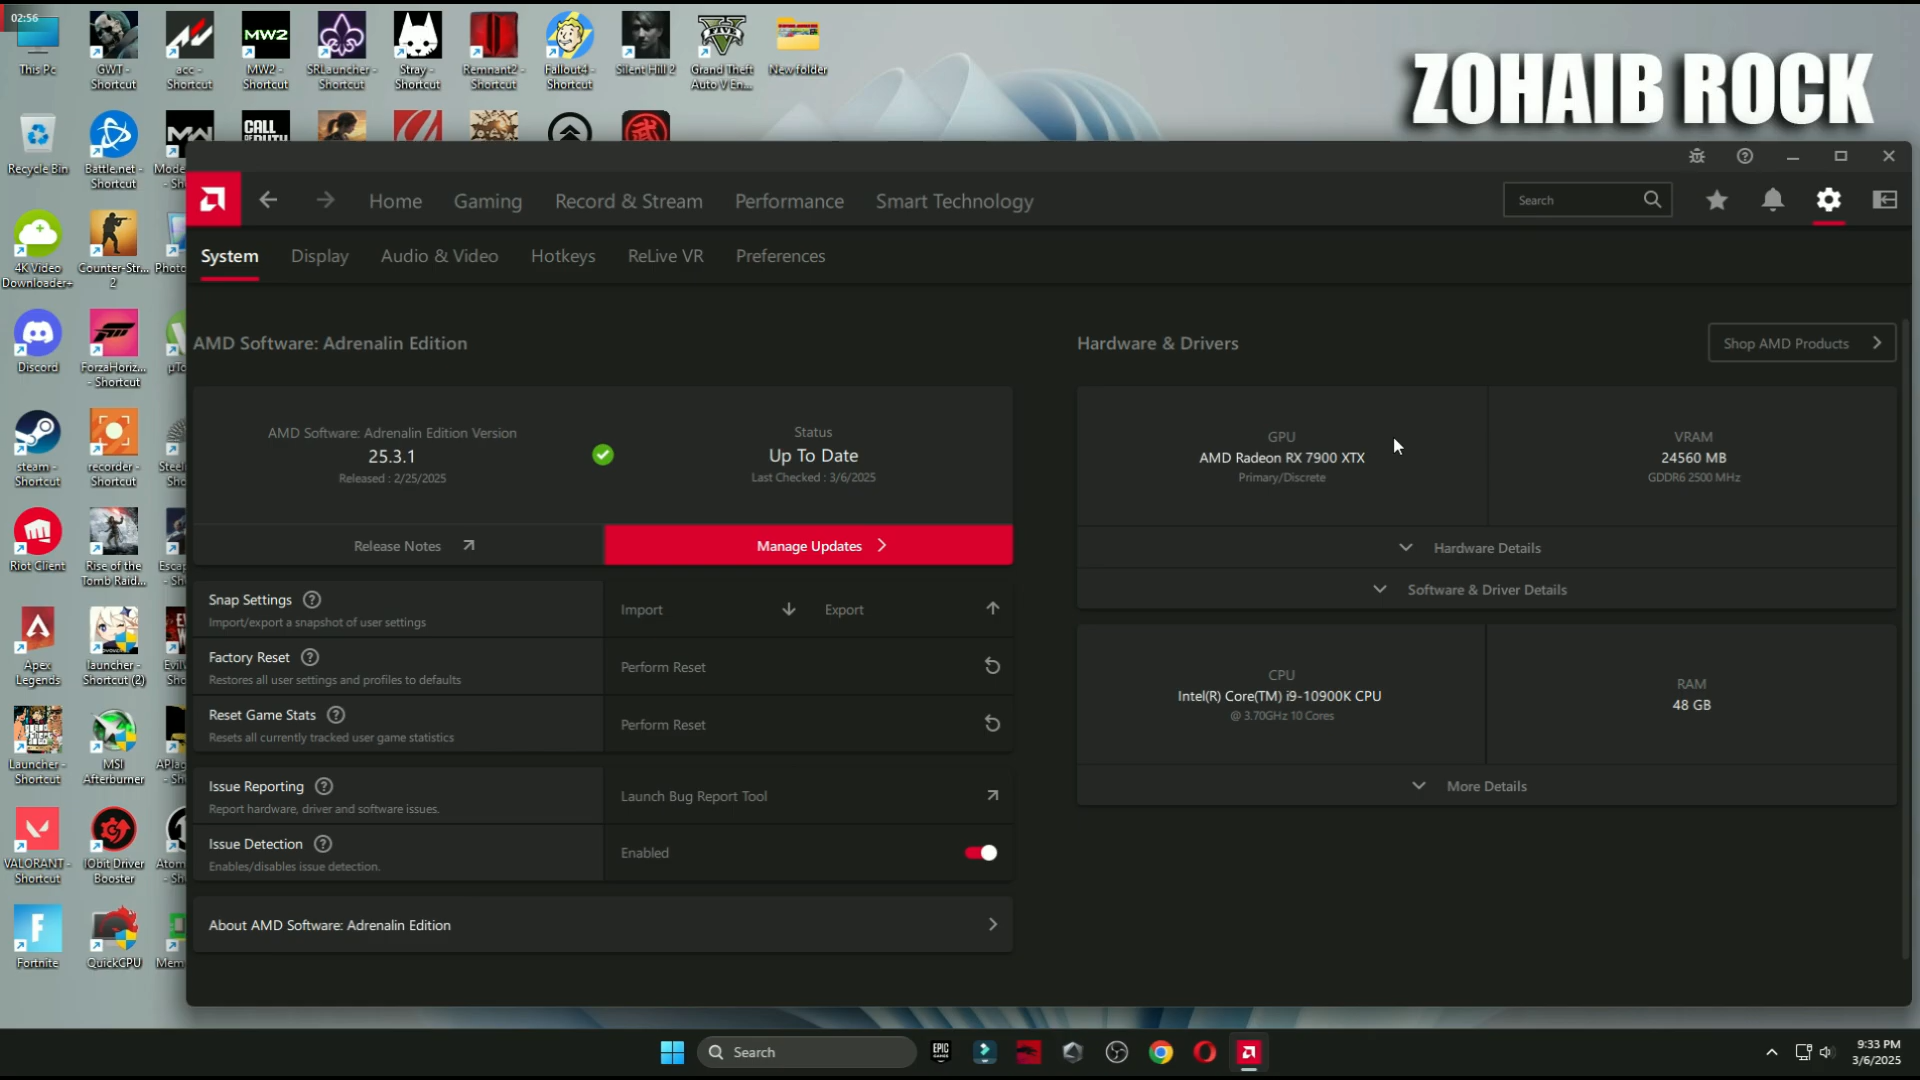 02:56
This Pc
GWT -
Shortcut
acc -
Shortcut
MW2
MW2 -
Shortcut
SRLauncher -
Shortcut
Stray -
Shortcut
Remnant2 -
Shortcut
Fallout4 -
Shortcut
Silent Hill 2
FIVE
Grand Theft
Auto V En...
New folder
ZOHAIB ROCK
Recycle Bin
Battle.net -
Shortcut
CALL
Search
Home
Gaming
Record & Stream
Performance
Smart Technology
System
Display
Audio & Video
Hotkeys
ReLive VR
Preferences
4K Video
Downloader+
Counter-Str...
2
Discord
ForzaHoriz...
- Shortcut
steam -
Shortcut
recorder -
Shortcut
Riot Client
Rise of the
Tomb Raid...
Apex
Legends
launcher -
Shortcut (2)
Launcher -
Shortcut
MSI
Afterburner
VALORANT -
Shortcut
IObit Driver
Booster
Fortnite
QuickCPU
AMD Software: Adrenalin Edition
AMD Software: Adrenalin Edition Version
25.3.1
Released : 2/25/2025
Status
Up To Date
Last Checked : 3/6/2025
Release Notes
Manage Updates
Snap Settings
Import/export a snapshot of user settings
Import
Export
Factory Reset
Restores all user settings and profiles to defaults
Perform Reset
Reset Game Stats
Resets all currently tracked user game statistics
Perform Reset
Issue Reporting
Report hardware, driver and software issues.
Launch Bug Report Tool
Issue Detection
Enables/disables issue detection.
Enabled
About AMD Software: Adrenalin Edition
Hardware & Drivers
Shop AMD Products
GPU
AMD Radeon RX 7900 XTX
Primary/Discrete
VRAM
24560 MB
GDDR6 2500 MHz
Hardware Details
Software & Driver Details
CPU
Intel(R) Core(TM) i9-10900K CPU
@ 3.70GHz 10 Cores
RAM
48 GB
More Details
Search
EPIC
GAMES
9:33 PM
3/6/2025